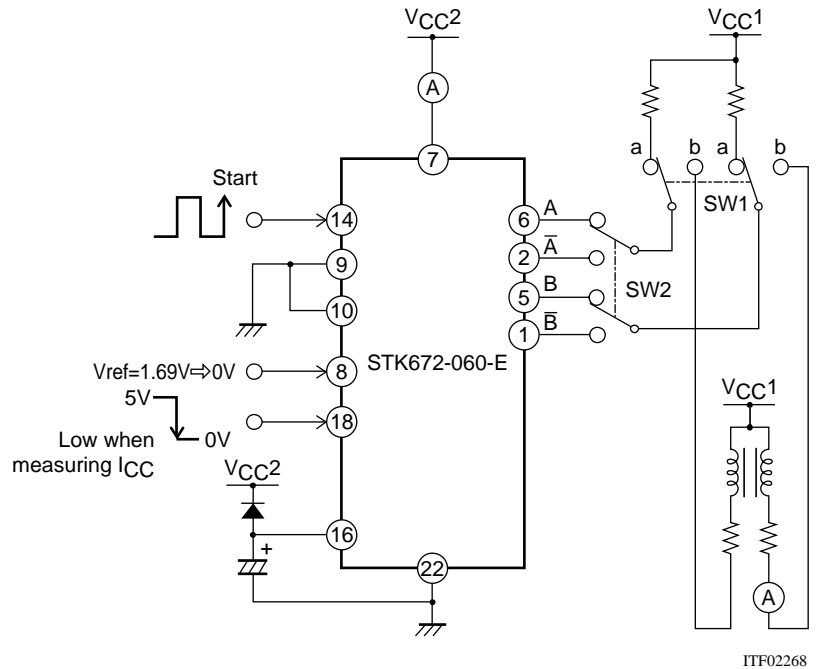 VCC2
VCC1
A
7
a
b
a
b
Start
SW1
14
6
A
9
2
A̅
SW2
10
5
B
1
B̅
STK672-060-E
Vref=1.69V⇨0V
8
5V
0V
18
Low when
measuring ICC
VCC2
VCC1
16
+
22
A
ITF02268